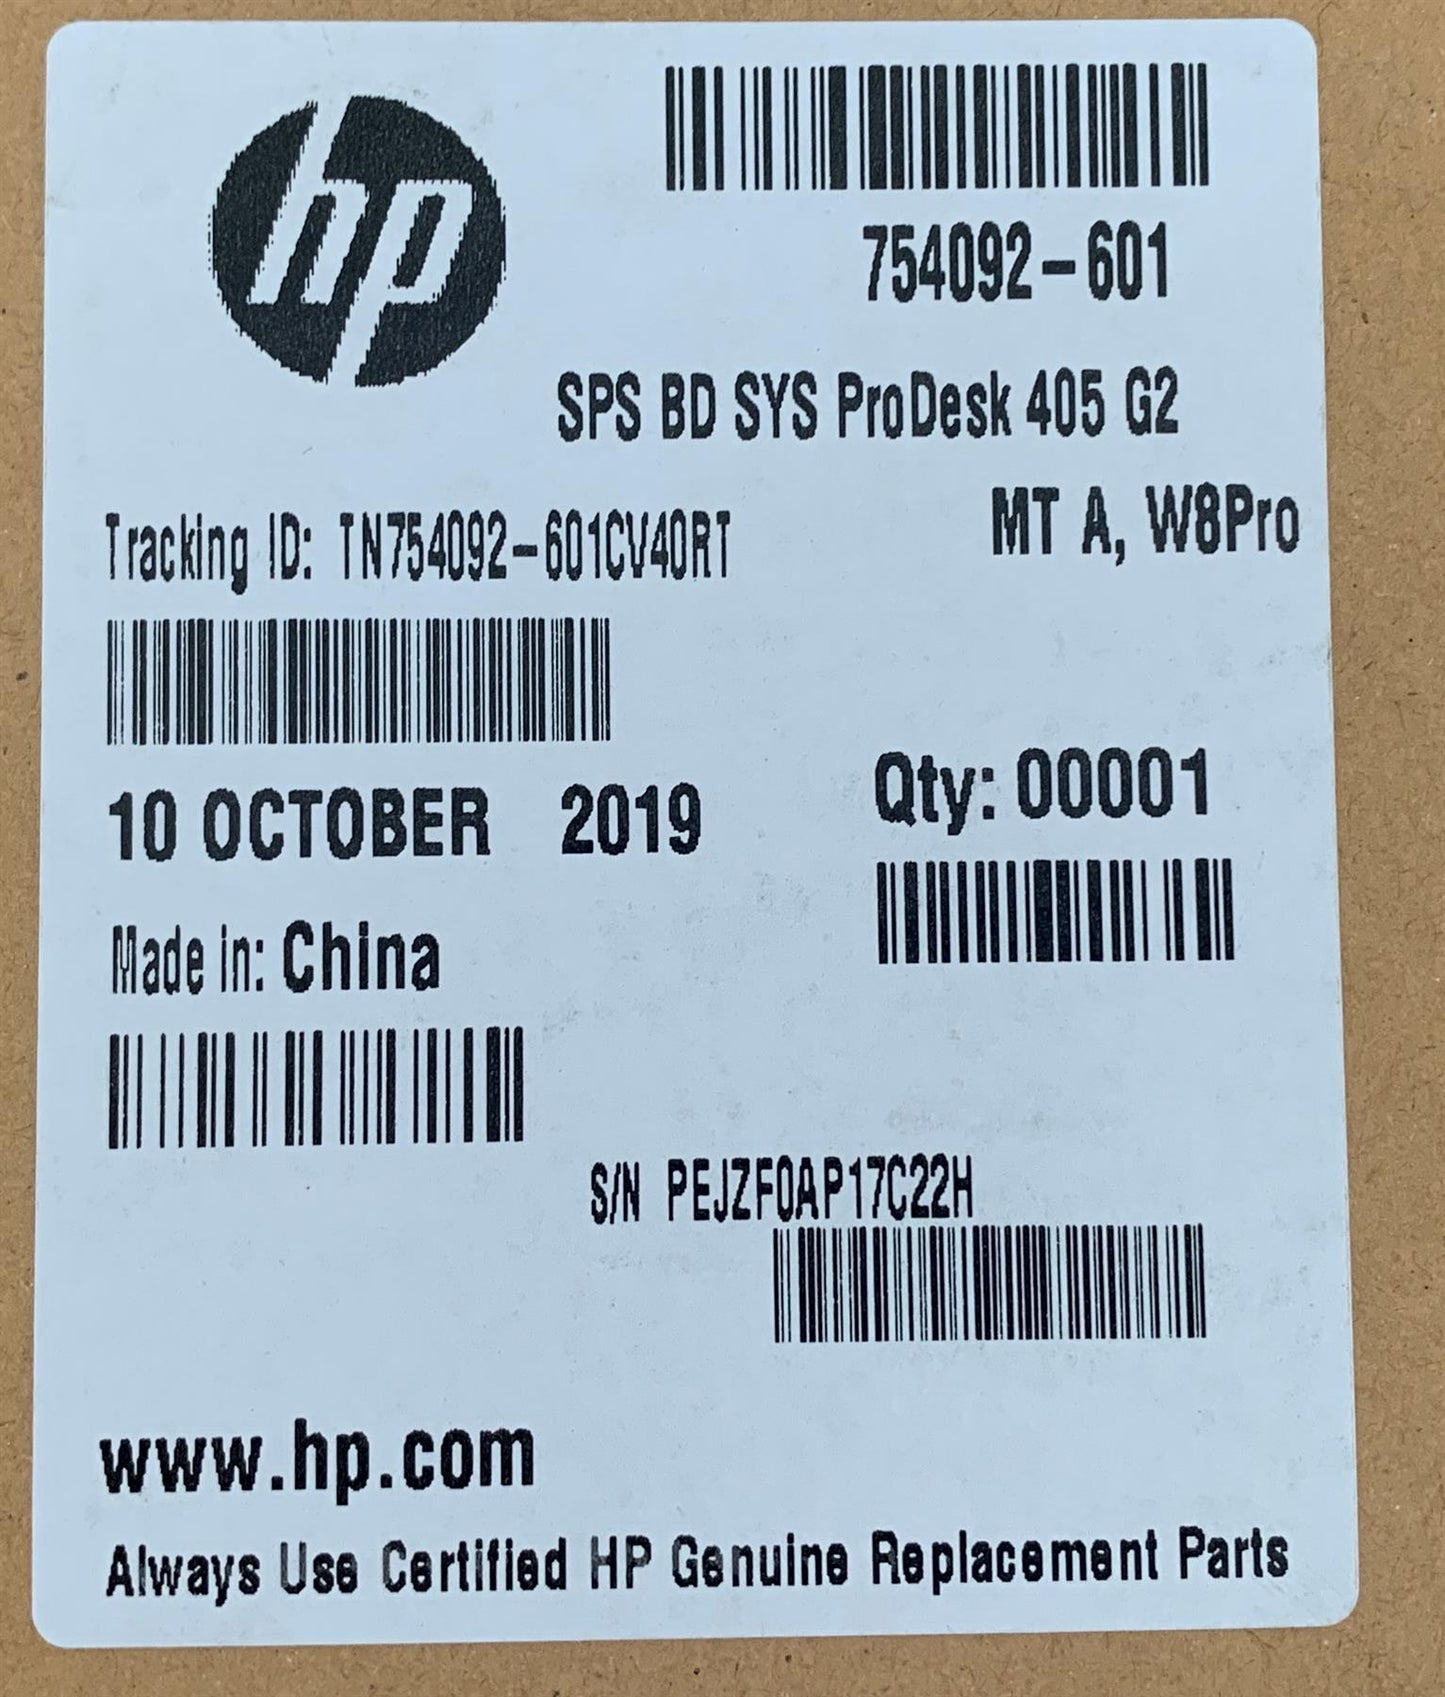 hp
754092-601
SPS BD SYS ProDesk 405 G2
MT A, W8Pro
Tracking ID: TN754092-601CV40RT
10 OCTOBER 2019
Qty: 00001
Made in: China
S/N PEJZF0AP17C22H
www.hp.com
Always Use Certified HP Genuine Replacement Parts